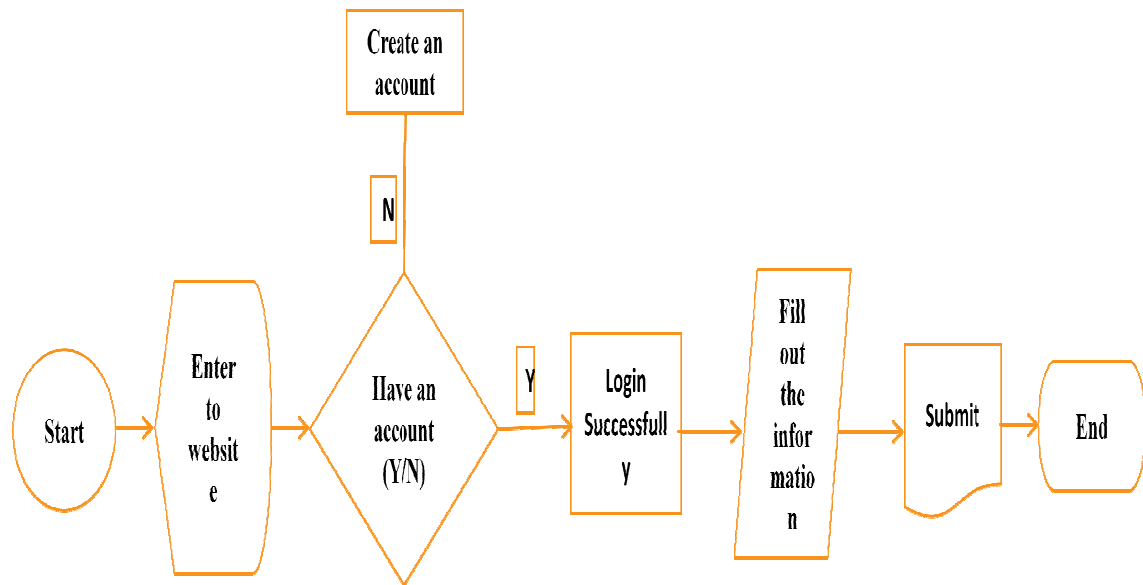 Create an
account
N
Start
Enter
to
websit
e
Have an
account
(Y/N)
Y
Login
Successfull
y
Fill
out
the
infor
matio
n
Submit
End